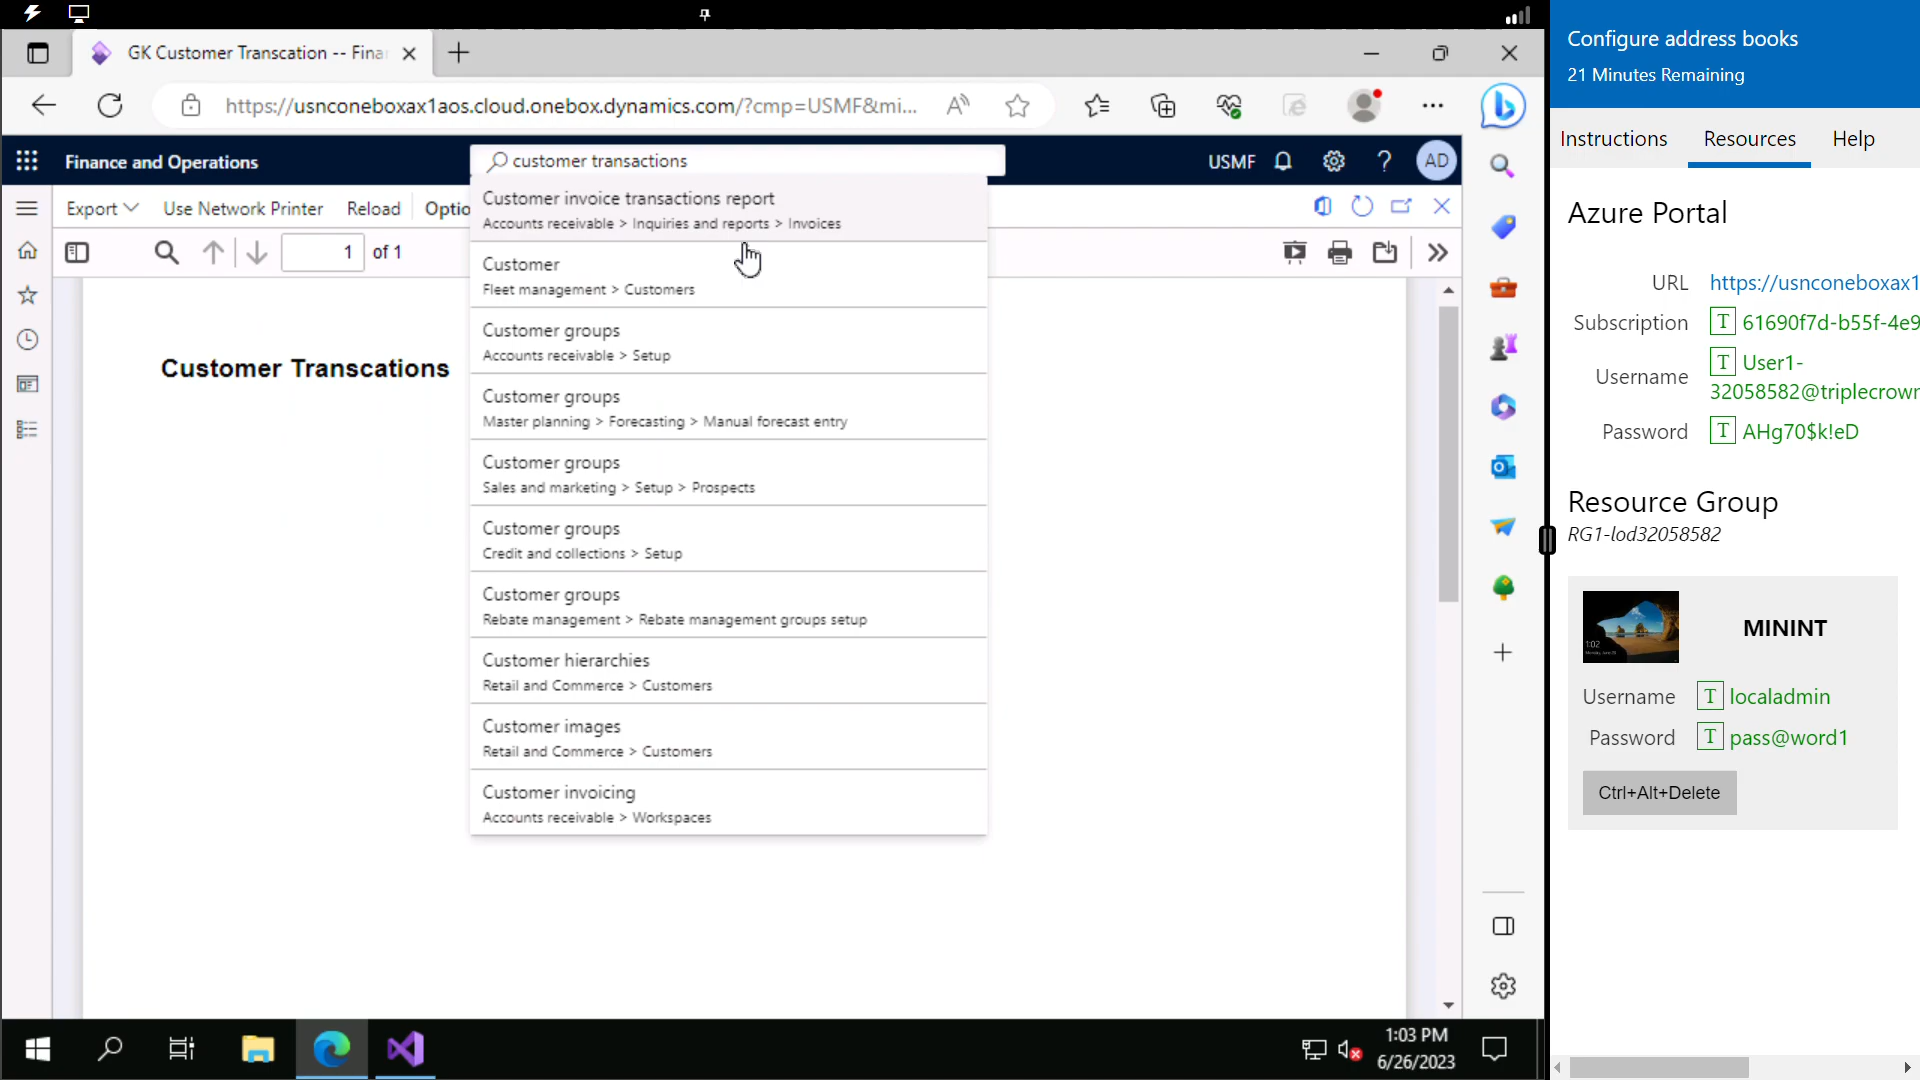 GK Customer Transcation -- Fina
https://usnconeboxax1aos.cloud.onebox.dynamics.com/?cmp=USMF&mi...
Finance and Operations
customer transactions
USMF
AD
Export
Use Network Printer
Reload
Optio
1
of 1
Customer invoice transactions report
Accounts receivable > Inquiries and reports > Invoices
Customer
Fleet management > Customers
Customer groups
Accounts receivable > Setup
Customer groups
Master planning > Forecasting > Manual forecast entry
Customer groups
Sales and marketing > Setup > Prospects
Customer groups
Credit and collections > Setup
Customer groups
Rebate management > Rebate management groups setup
Customer hierarchies
Retail and Commerce > Customers
Customer images
Retail and Commerce > Customers
Customer invoicing
Accounts receivable > Workspaces
Customer Transcations
1:03 PM
6/26/2023
Configure address books
21 Minutes Remaining
Instructions
Resources
Help
Azure Portal
URL
https://usnconeboxax1
Subscription
T 61690f7d-b55f-4e9
Username
T User1-
32058582@triplecrown
Password
T AHg70$k!eD
Resource Group
RG1-lod32058582
MININT
Username
T localadmin
Password
T pass@word1
Ctrl+Alt+Delete